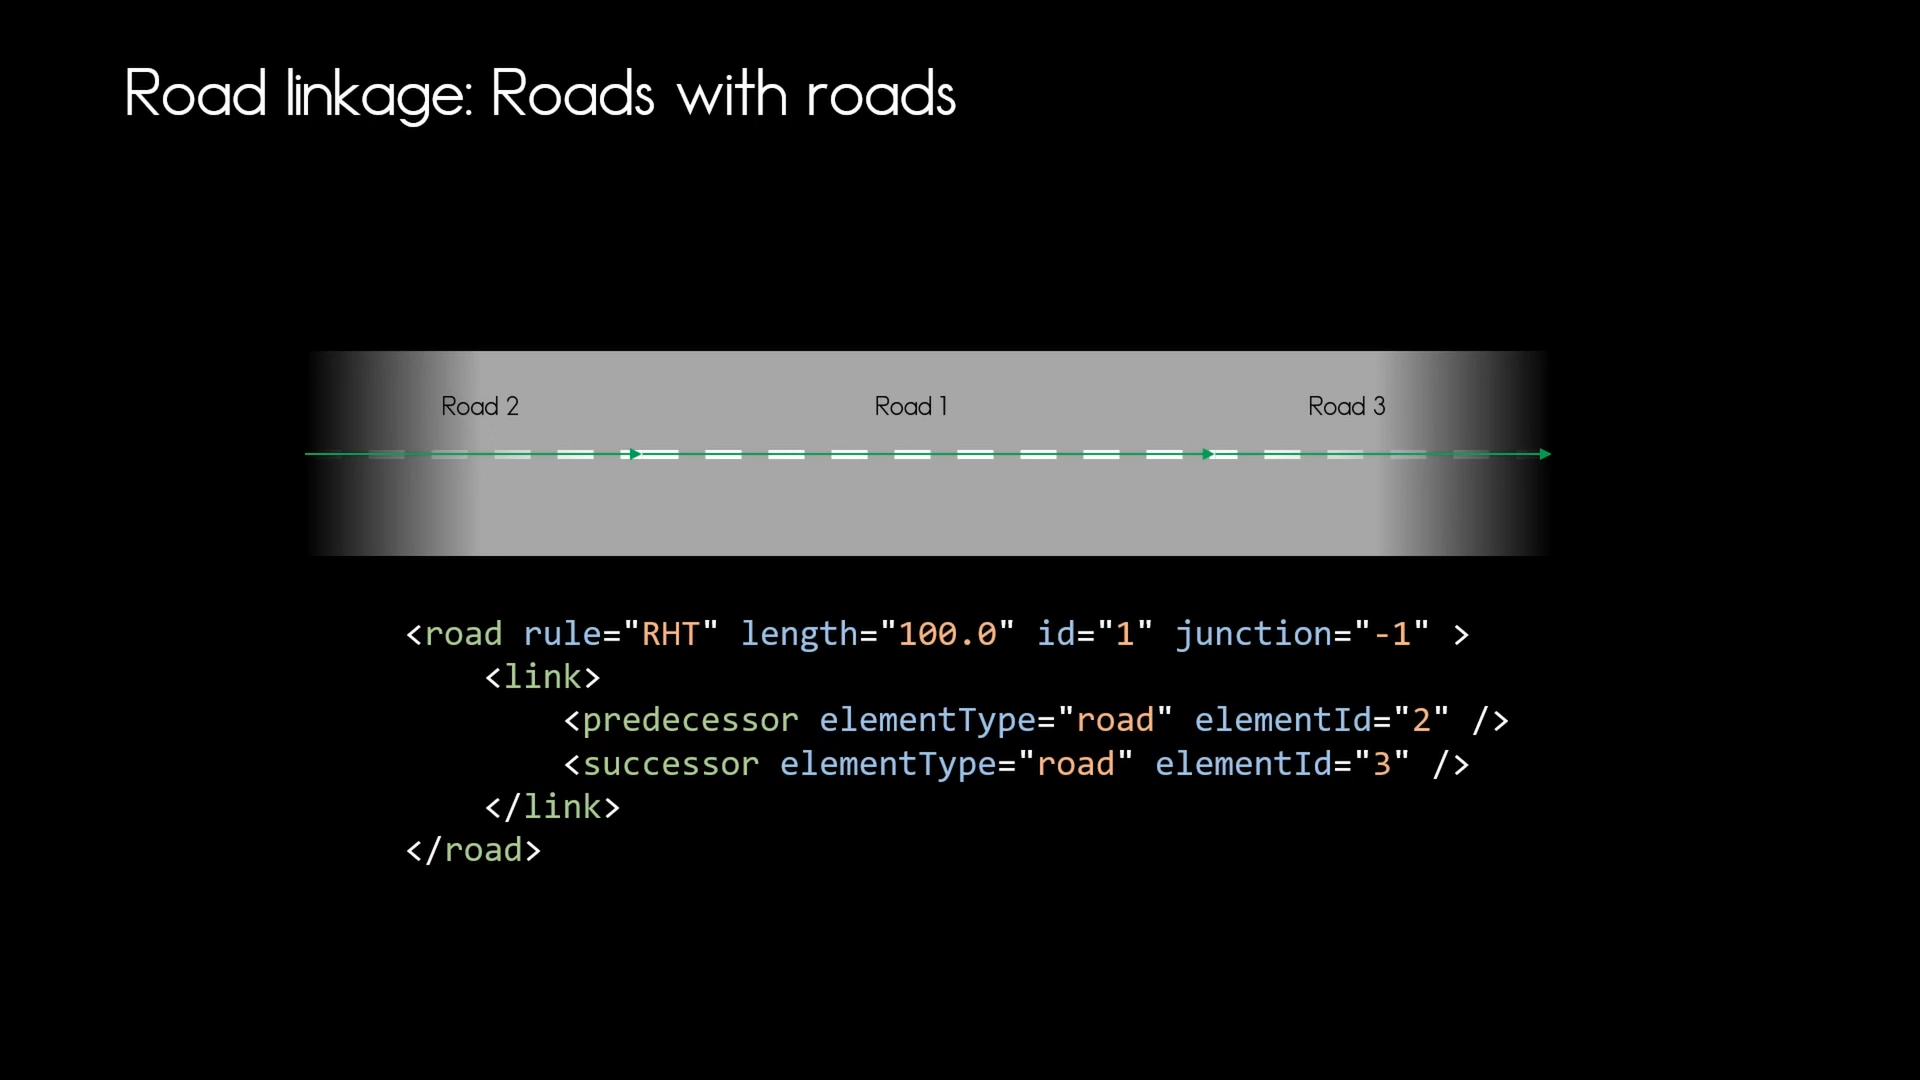 Road linkage: Roads with roads
Road 2 Road 1 Road 3
<road rule="RHT" length="100.0" id="1" junction="-1" >
    <link>
        <predecessor elementType="road" elementId="2" />
        <successor elementType="road" elementId="3" />
    </link>
</road>